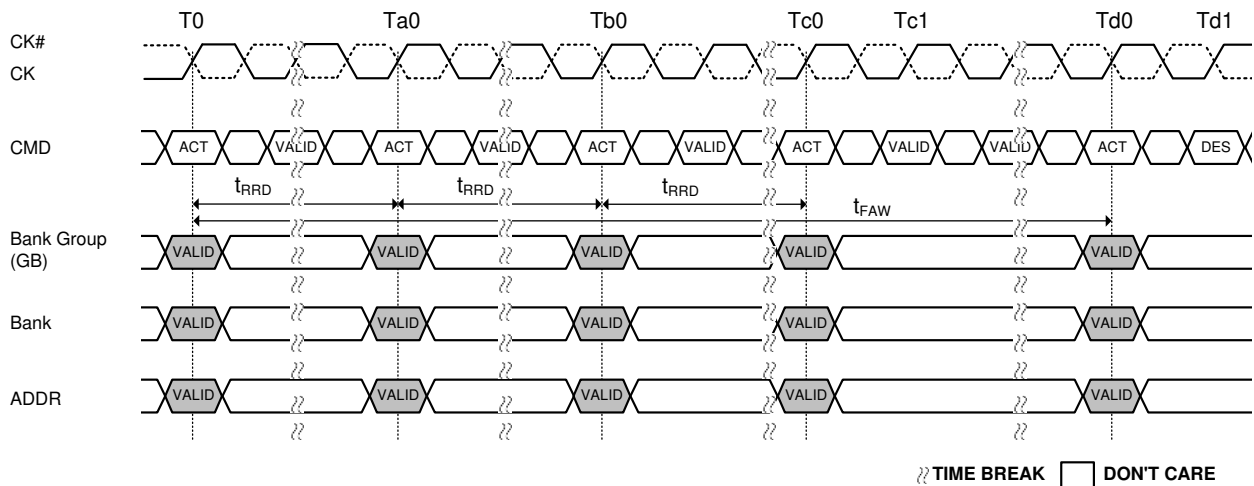 T0 Ta0 Tb0 Tc0 Tc1 Td0 Td1
CK#
CK
CMD ACT VALID ACT VALID ACT VALID ACT VALID VALID ACT DES
tRRD tRRD tRRD
tFAW
Bank Group
(GB) VALID VALID VALID VALID VALID
Bank VALID VALID VALID VALID VALID
ADDR VALID VALID VALID VALID VALID
TIME BREAK DON'T CARE